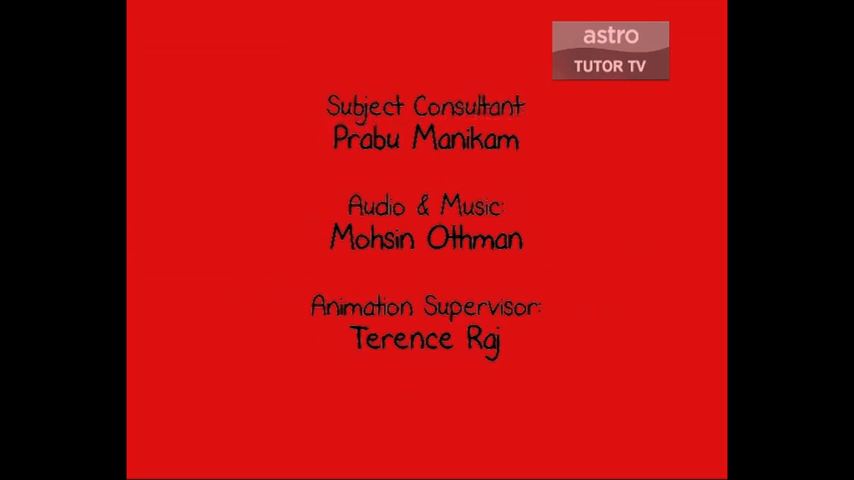 astro
TUTOR TV
Subject Consultant:
Prabu Manikam
Audio & Music:
Mohsin Othman
Animation Supervisor:
Terence Raj